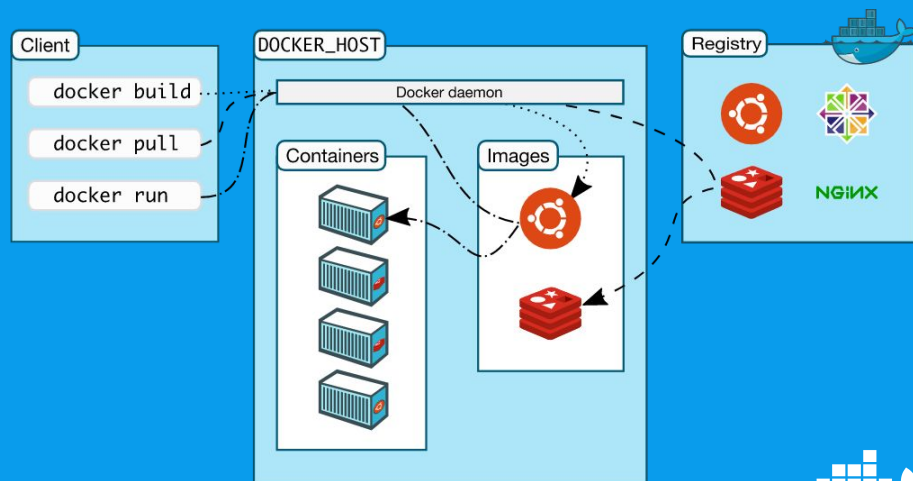 Client
docker build
docker pull
docker run
DOCKER_HOST
Docker daemon
Containers
Images
Registry
NGiNX